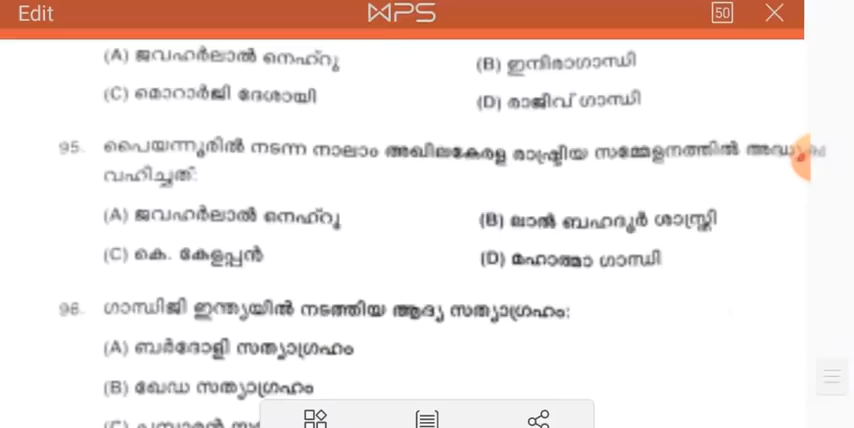 Edit WPS 50
(A) ജവഹർലാൽ നെഹ്റു (B) ഇന്ദിരാഗാന്ധി
(C) മൊറാർജി ദേശായി (D) രാജീവ് ഗാന്ധി
95. പൈയന്നൂരിൽ നടന്ന നാലാം അഖിലകേരള രാഷ്ട്രീയ സമ്മേളനത്തിൽ
വഹിച്ചത്:
(A) ജവഹർലാൽ നെഹ്റു (B) ലാൽ ബഹദൂർ ശാസ്ത്രി
(C) കെ. കേളപ്പൻ (D) മഹാത്മാ ഗാന്ധി
96. ഗാന്ധിജി ഇന്ത്യയിൽ നടത്തിയ ആദ്യ സത്യാഗ്രഹം:
(A) ബർദോളി സത്യാഗ്രഹം
(B) ഖേഡ സത്യാഗ്രഹം